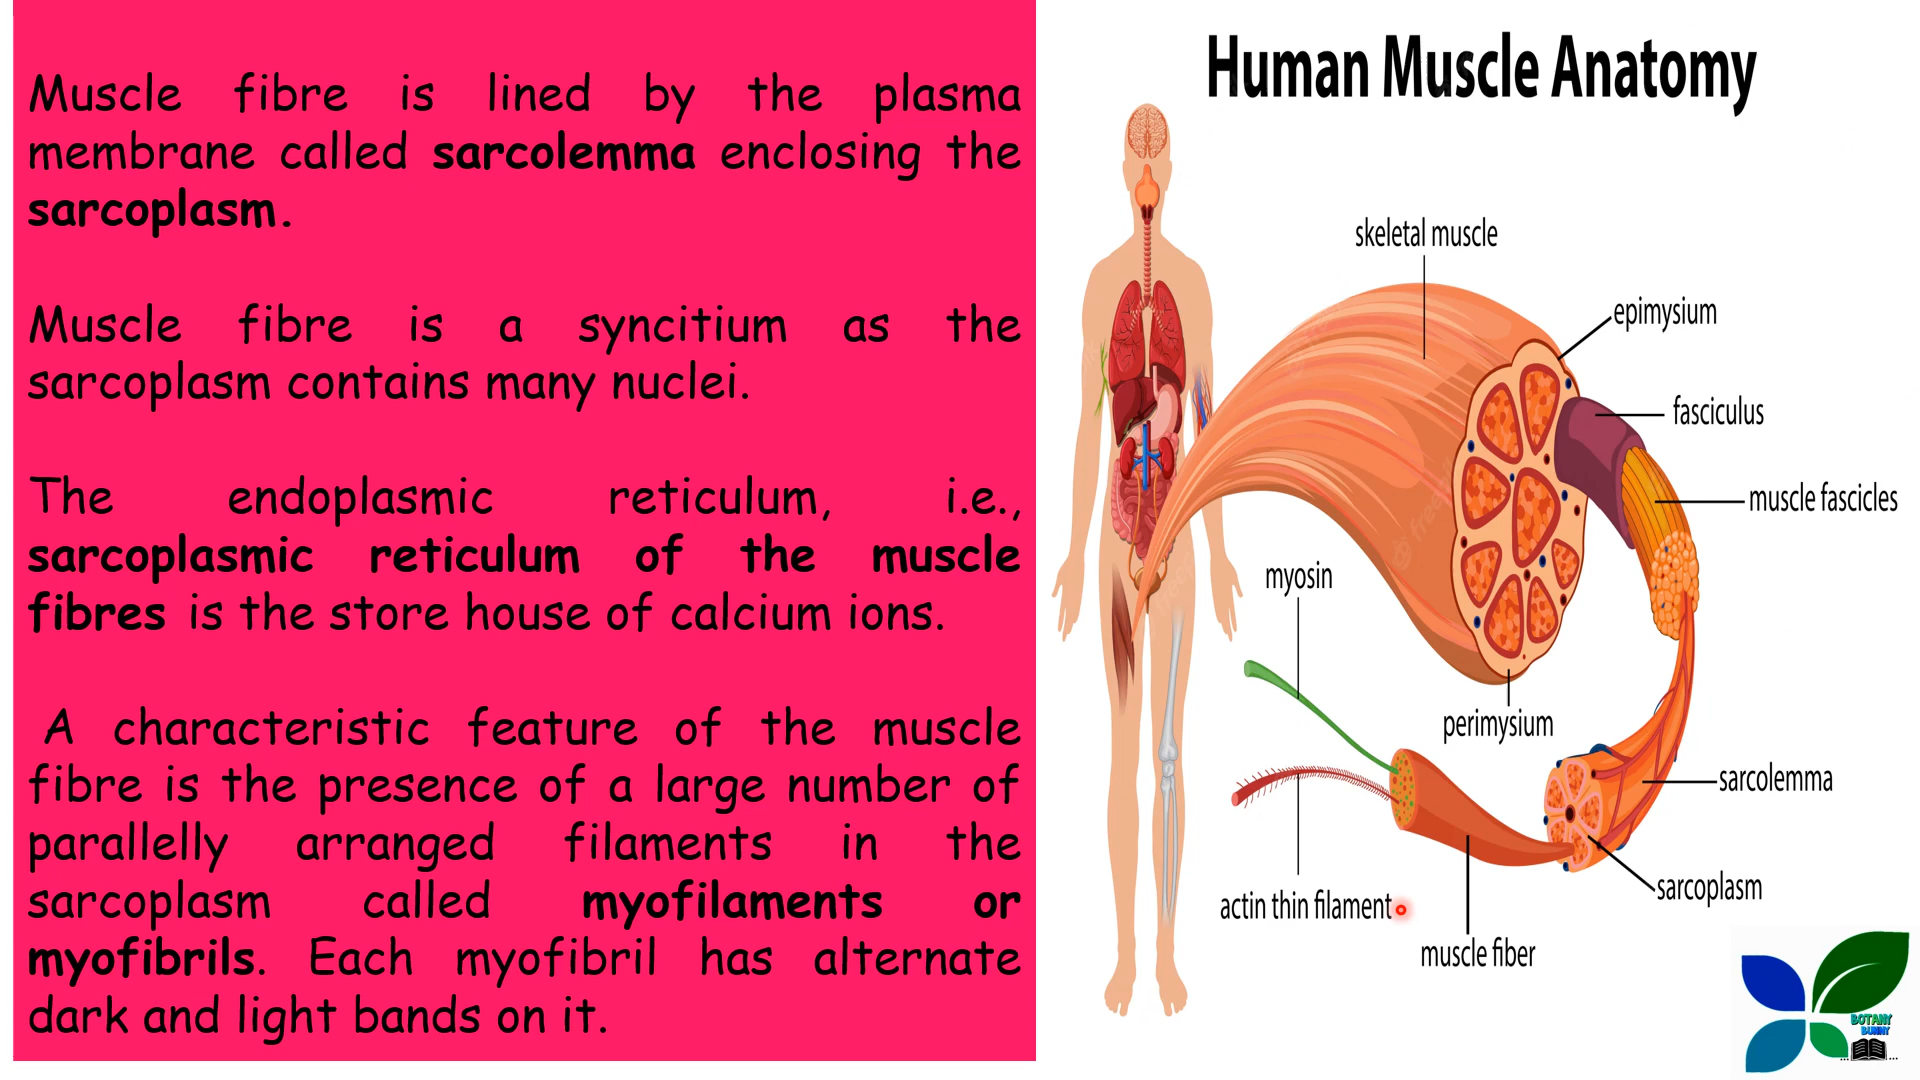 Muscle fibre is lined by the plasma
membrane called sarcolemma enclosing the
sarcoplasm.
Muscle fibre is a syncitium as the
sarcoplasm contains many nuclei.
The endoplasmic reticulum, i.e.,
sarcoplasmic reticulum of the muscle
fibres is the store house of calcium ions.
A characteristic feature of the muscle
fibre is the presence of a large number of
parallelly arranged filaments in the
sarcoplasm called myofilaments or
myofibrils. Each myofibril has alternate
dark and light bands on it.
Human Muscle Anatomy
skeletal muscle
epimysium
fasciculus
muscle fascicles
myosin
perimysium
sarcolemma
sarcoplasm
actin thin filament
muscle fiber
BOTANY
BUNNY